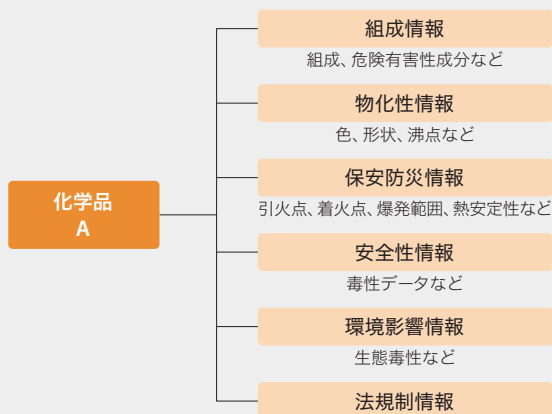 化学品
A
組成情報
組成、危険有害性成分など
物化性情報
色、形状、沸点など
保安防災情報
引火点、着火点、爆発範囲、熱安定性など
安全性情報
毒性データなど
環境影響情報
生態毒性など
法規制情報